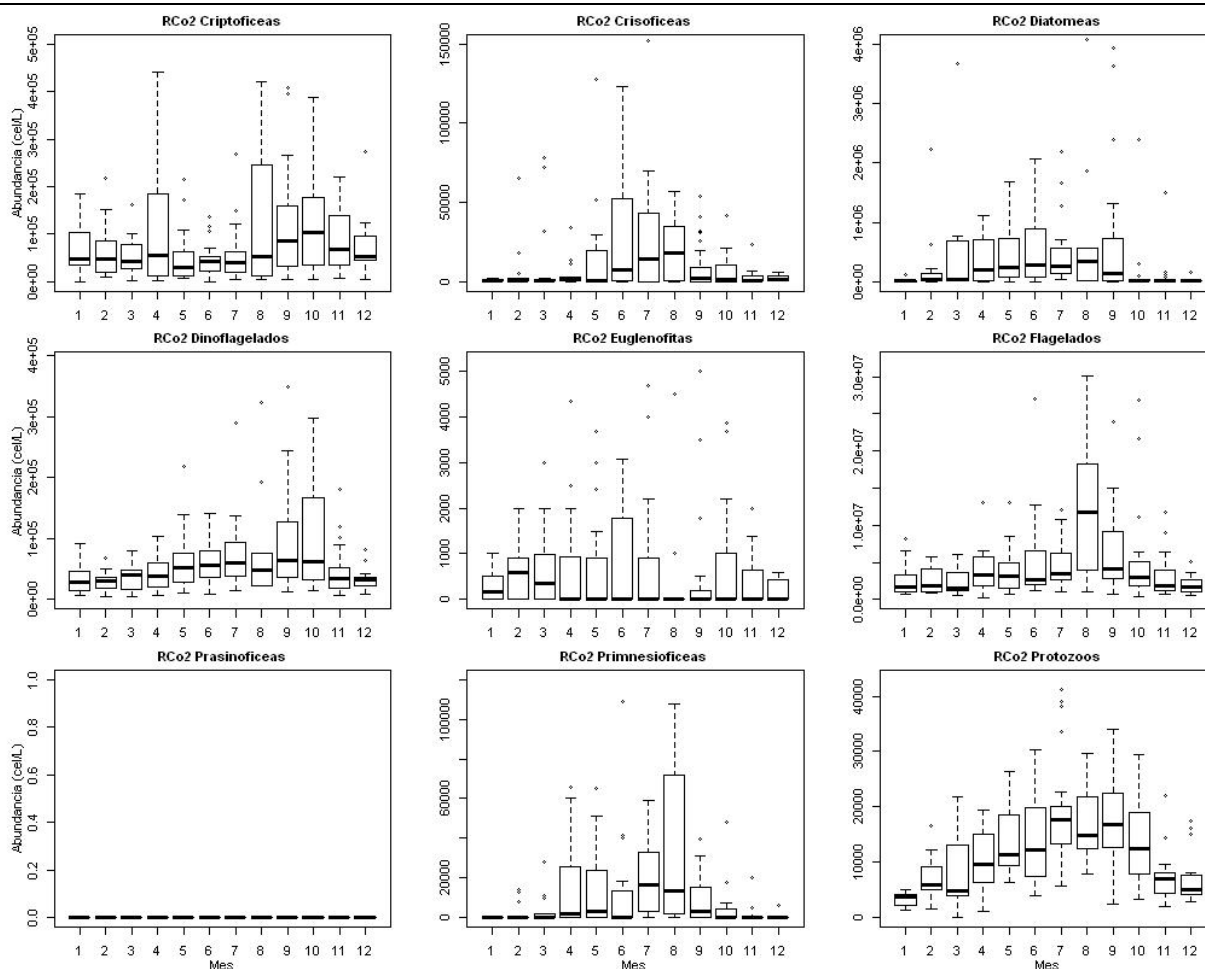 RCo2 Criptoficeas
Abundancia (cel/L)
0e+00 1e+05 2e+05 3e+05 4e+05 5e+05
1 2 3 4 5 6 7 8 9 10 11 12
RCo2 Crisoficeas
0 50000 100000 150000
1 2 3 4 5 6 7 8 9 10 11 12
RCo2 Diatomeas
0e+00 1e+06 2e+06 3e+06 4e+06
1 2 3 4 5 6 7 8 9 10 11 12
RCo2 Dinoflagelados
Abundancia (cel/L)
0e+00 1e+05 2e+05 3e+05 4e+05
1 2 3 4 5 6 7 8 9 10 11 12
RCo2 Euglenofitas
0 1000 2000 3000 4000 5000
1 2 3 4 5 6 7 8 9 10 11 12
RCo2 Flagelados
0.0e+00 1.0e+07 2.0e+07 3.0e+07
1 2 3 4 5 6 7 8 9 10 11 12
RCo2 Prasinoficeas
Abundancia (cel/L)
0.0 0.2 0.4 0.6 0.8 1.0
1 2 3 4 5 6 7 8 9 10 11 12
Mes
RCo2 Primnesioficeas
0 20000 60000 100000
1 2 3 4 5 6 7 8 9 10 11 12
Mes
RCo2 Protozoos
0 10000 20000 30000 40000
1 2 3 4 5 6 7 8 9 10 11 12
Mes